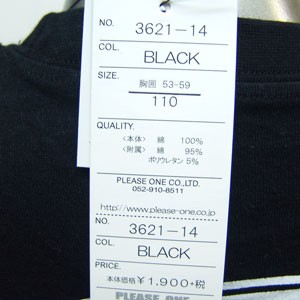 NO. 3621-14
COL. BLACK
SIZE. 胸囲 53-59
110
QUALITY.
<本体> 綿 100%
<附属> 綿 95%
ポリウレタン 5%
PLEASE ONE CO.,LTD.
052-910-8511
http://www.please-one.co.jp
NO. 3621-14
COL. BLACK
PRICE.
本体価格 ¥1,900+税
PLEASE ONE